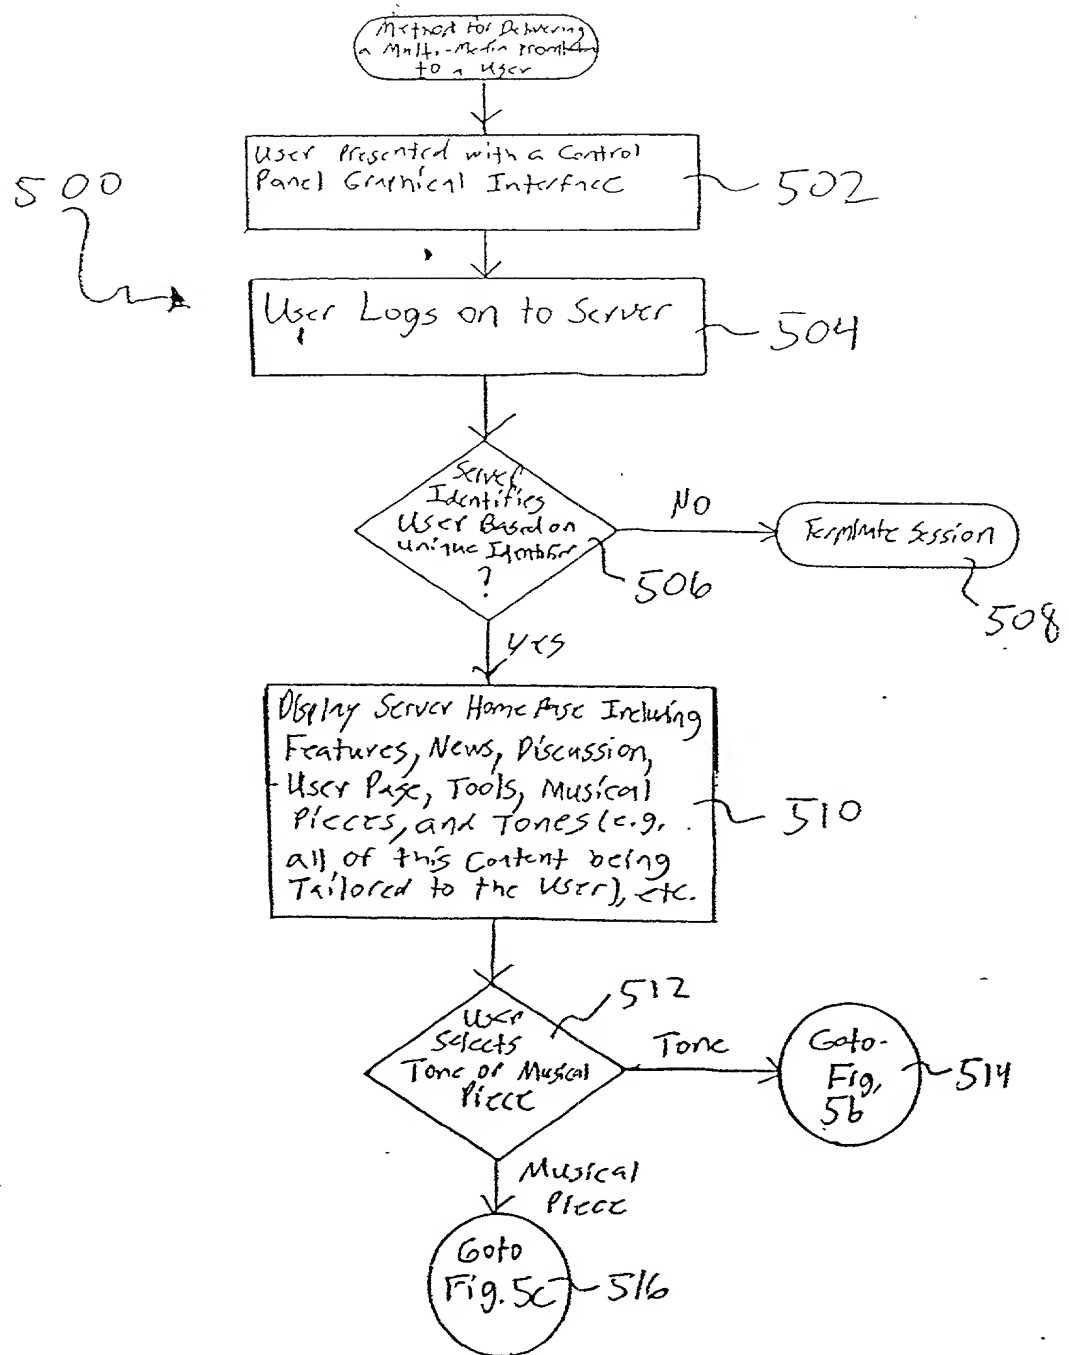 Method for Delivering
a Multi-Media Problem
to a User
User Presented with a Control
Panel Graphical Interface
502
500
User Logs on to Server
504
Server
Identifies
User Based on
Unique Identifier
?
506
NO
Terminate Session
508
Yes
Display Server Home Page Including
Features, News, Discussion,
User Page, Tools, Musical
Pieces, and Tones (e.g.
all of this Content being
Tailored to the User), etc.
510
512
User
Selects
Tone or Musical
Piece
Tone
Goto
Fig.
5b
514
Musical
Piece
Goto
Fig. 5c
516